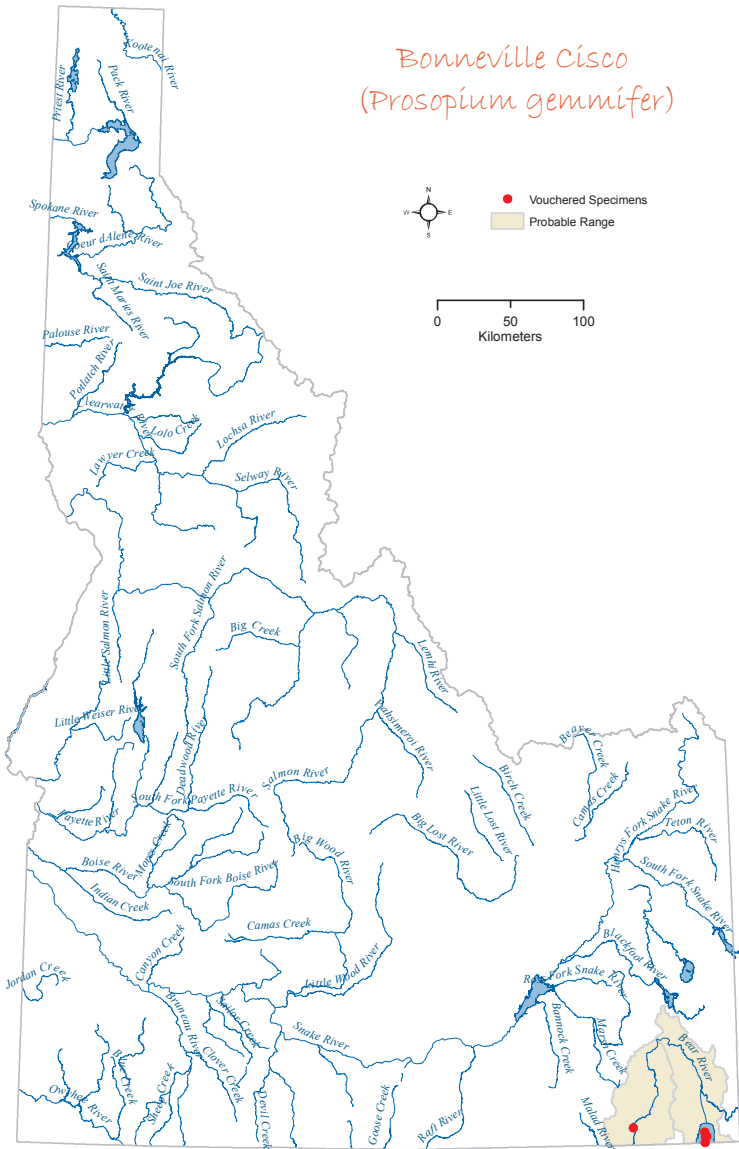 Bonneville Cisco
(Prosopium gemmifer)
N
W E
S
Vouchered Specimens
Probable Range
0 50 100
Kilometers
Kootenai River
Priest River
Pack River
Spokane River
Coeur dAlene River
Saint Joe River
Saint Maries River
Palouse River
Potlatch River
Clearwater River
Lolo Creek
Lochsa River
Lawyer Creek
Selway River
Little Salmon River
South Fork Salmon River
Big Creek
Lemhi River
Little Weiser River
Deadwood River
Pahsimeroi River
Beaver Creek
Salmon River
Birch Creek
Camas Creek
South Fork Payette River
Payette River
Little Lost River
Henrys Fork Snake River
Teton River
Mores Creek
Big Wood River
Big Lost River
Boise River
South Fork Boise River
South Fork Snake River
Indian Creek
Camas Creek
Canyon Creek
Blackfoot River
Jordan Creek
Little Wood River
Ross Fork Snake River
Bruneau River
Sailor Creek
Snake River
Bannock Creek
Marsh Creek
Bear River
Clover Creek
Blue Creek
Sheep Creek
Owyhee River
Devil Creek
Goose Creek
Raft River
Malad River